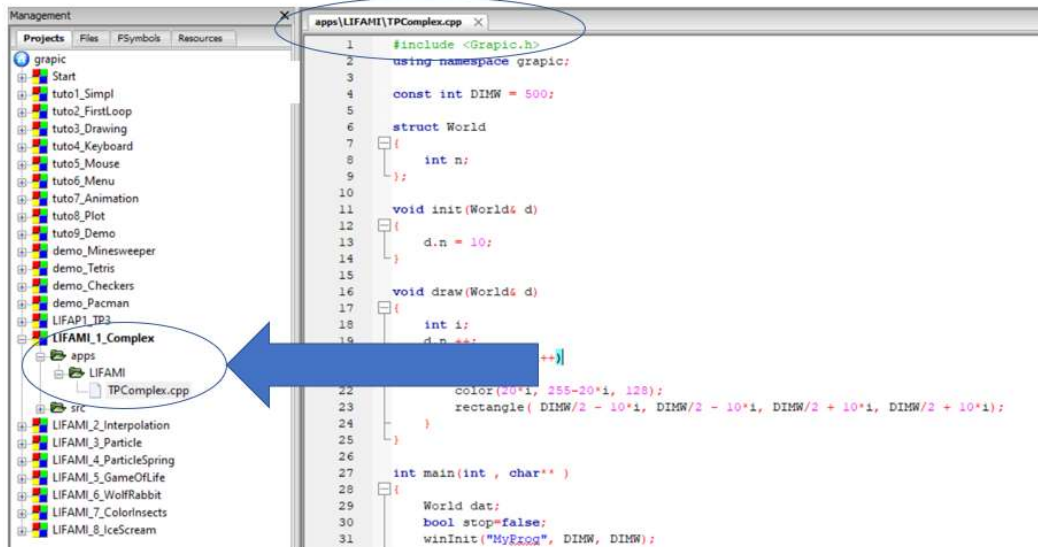 Management
Projects Files FSymbols Resources
grapic
Start
tuto1_Simpl
tuto2_FirstLoop
tuto3_Drawing
tuto4_Keyboard
tuto5_Mouse
tuto6_Menu
tuto7_Animation
tuto8_Plot
tuto9_Demo
demo_Minesweeper
demo_Tetris
demo_Checkers
demo_Pacman
LIFAP1_TP3
LIFAMI_1_Complex
apps
LIFAMI
TPComplex.cpp
src
LIFAMI_2_Interpolation
LIFAMI_3_Particle
LIFAMI_4_ParticleSpring
LIFAMI_5_GameOfLife
LIFAMI_6_WolfRabbit
LIFAMI_7_ColorInsects
LIFAMI_8_IceScream
apps\LIFAMI\TPComplex.cpp
1 #include <Grapic.h>
2 using namespace grapic;
3
4 const int DIMW = 500;
5
6 struct World
7 {
8 int n;
9 };
10
11 void init(World& d)
12 {
13 d.n = 10;
14 }
15
16 void draw(World& d)
17 {
18 int i;
19 d.n ++;
++)
22 color(20*i, 255-20*i, 128);
23 rectangle( DIMW/2 - 10*i, DIMW/2 - 10*i, DIMW/2 + 10*i, DIMW/2 + 10*i);
24 }
25 }
26
27 int main(int , char** )
28 {
29 World dat;
30 bool stop=false;
31 winInit("MyProg", DIMW, DIMW);